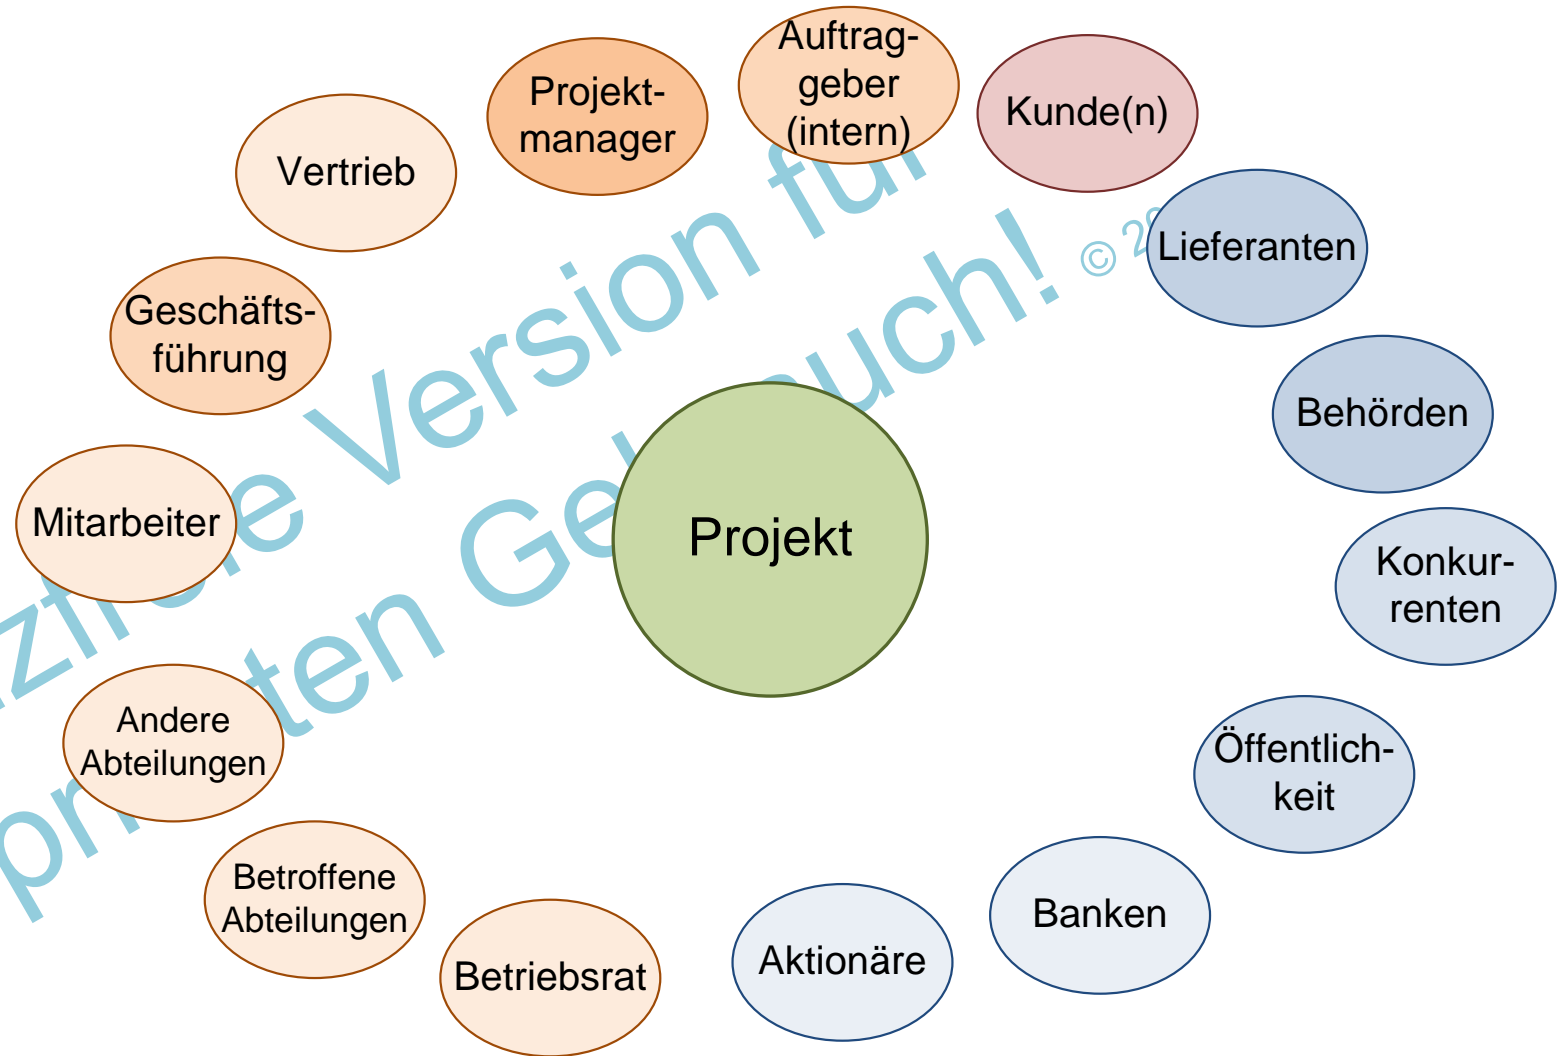 Auftrag-
geber
(intern)
Projekt-
manager
Kunde(n)
Vertrieb
Lieferanten
Geschäfts-
führung
Behörden
Mitarbeiter
Projekt
Konkur-
renten
Andere
Abteilungen
Öffentlich-
keit
Betroffene
Abteilungen
Banken
Betriebsrat
Aktionäre
Version
©